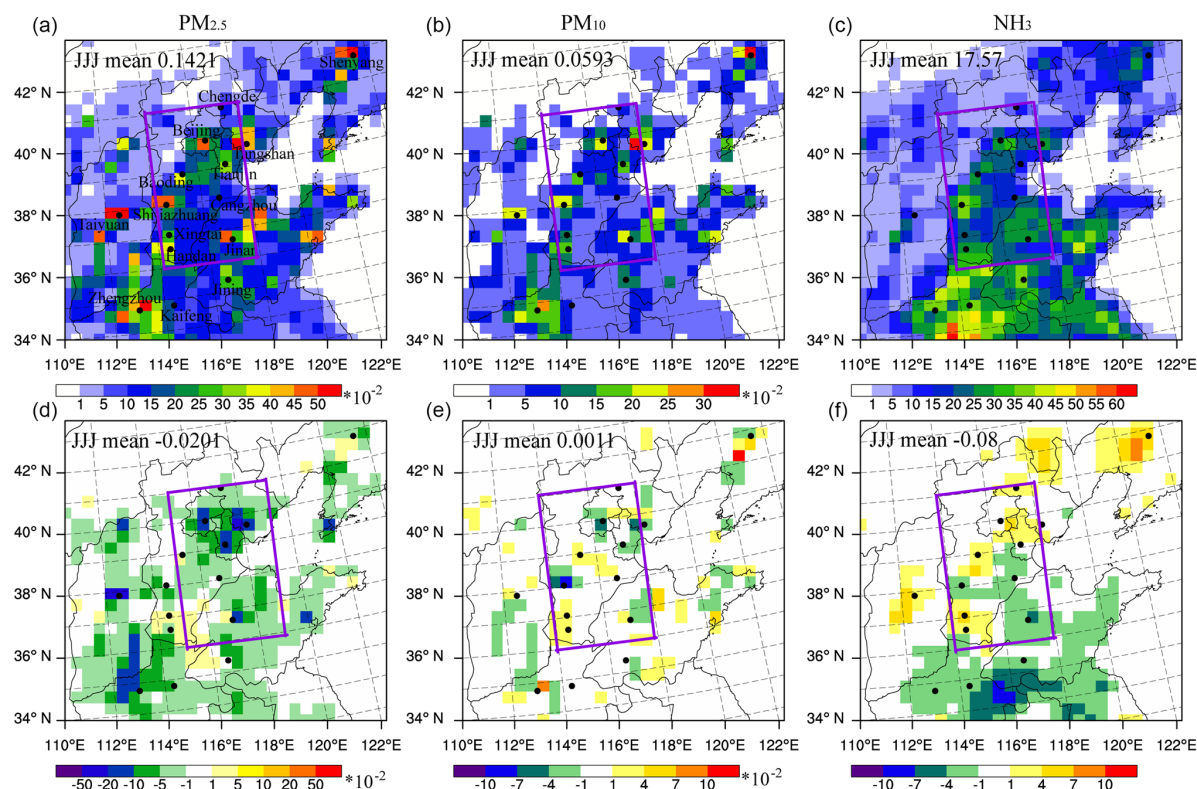 (a) PM2.5 (b) PM10 (c) NH3
JJJ mean 0.1421 JJJ mean 0.0593 JJJ mean 17.57
Shenyang
42° N 42° N 42° N
Chengde
Beijing
40° N 40° N 40° N
Tangshan
Tianjin
Baoding
38° N 38° N 38° N
Shijiazhuang Cangzhou
Taiyuan
Xingtai
Jinan
Handan
36° N 36° N 36° N
Jining
Zhengzhou
Kaifeng
34° N 34° N 34° N
110°E 112°E 114°E 116°E 118°E 120°E 122°E 110°E 112°E 114°E 116°E 118°E 120°E 122°E 110°E 112°E 114°E 116°E 118°E 120°E 122°E
1 5 10 15 20 25 30 35 40 45 50 *10-2 1 5 10 15 20 25 30 *10-2 1 5 10 15 20 25 30 35 40 45 50 55 60
(d) (e) (f)
JJJ mean -0.0201 JJJ mean 0.0011 JJJ mean -0.08
42° N 42° N 42° N
40° N 40° N 40° N
38° N 38° N 38° N
36° N 36° N 36° N
34° N 34° N 34° N
110°E 112°E 114°E 116°E 118°E 120°E 122°E 110°E 112°E 114°E 116°E 118°E 120°E 122°E 110°E 112°E 114°E 116°E 118°E 120°E 122°E
-50 -20 -10 -5 -1 1 5 10 20 50 *10-2 -10 -7 -4 -1 1 4 7 10 *10-2 -10 -7 -4 -1 1 4 7 10